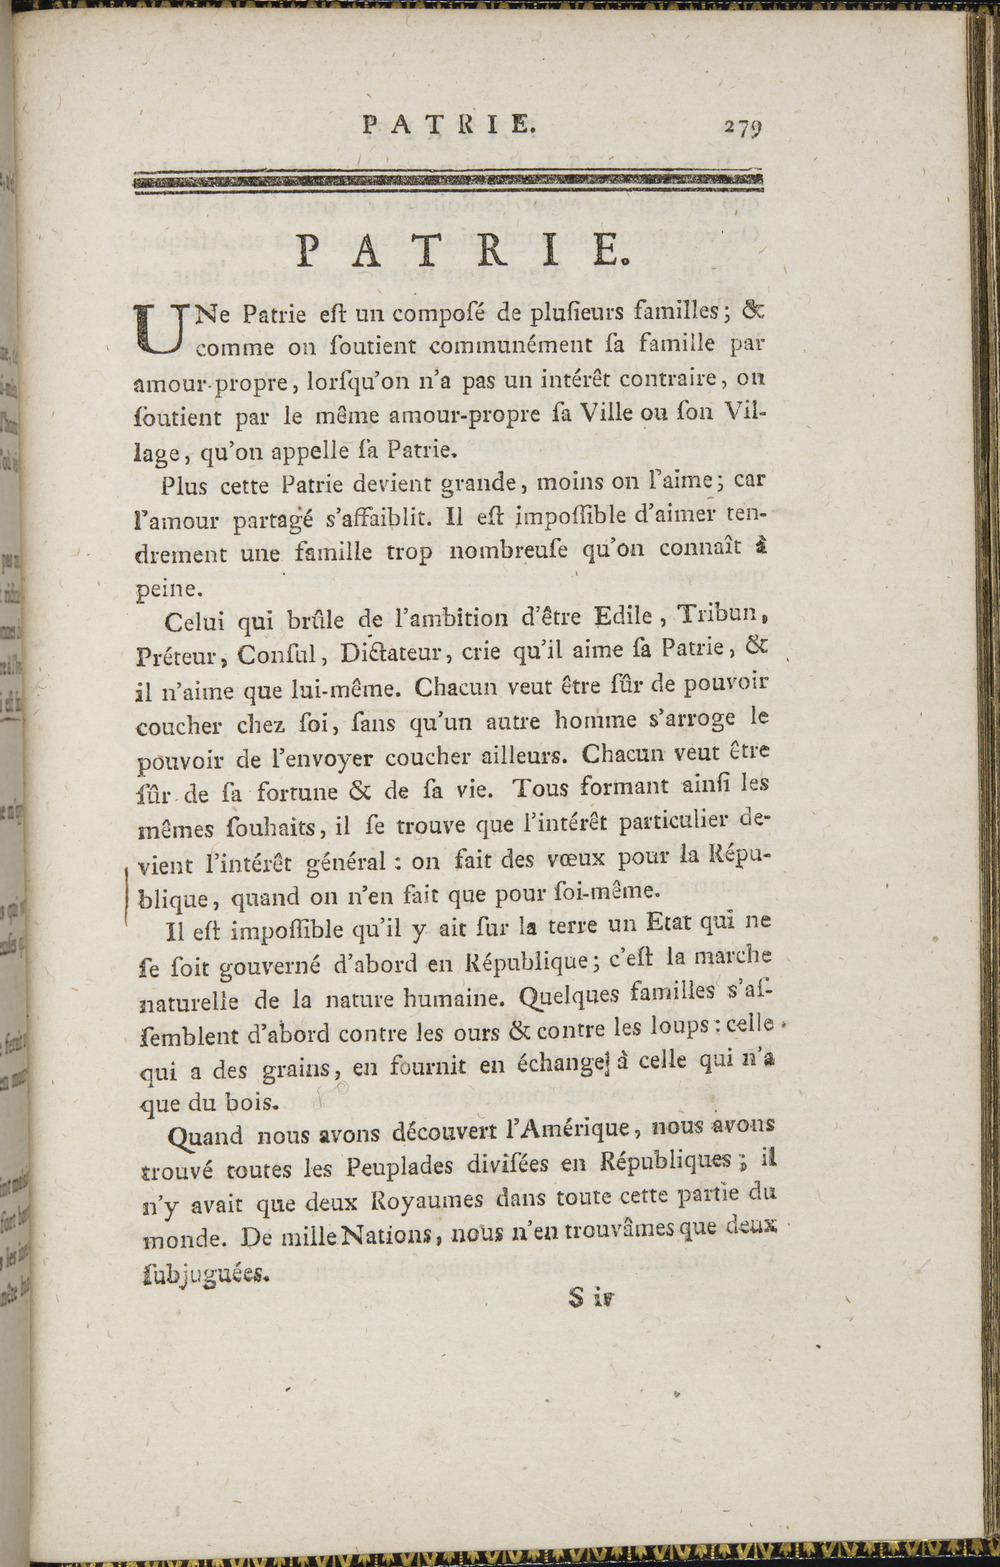 PATRIE. 279
PATRIE.
UNe Patrie eſt un compoſé de pluſieurs familles; &
comme on ſoutient communément ſa famille par
amour-propre, lorſqu'on n'a pas un intérêt contraire, on
ſoutient par le même amour-propre ſa Ville ou ſon Vil-
lage, qu'on appelle ſa Patrie.
Plus cette Patrie devient grande, moins on l'aime; car
l'amour partagé s'affaiblit. Il eſt impoſſible d'aimer ten-
drement une famille trop nombreuſe qu'on connaît à
peine.
Celui qui brûle de l'ambition d'être Edile, Tribun,
Préteur, Conſul, Dictateur, crie qu'il aime ſa Patrie, &
il n'aime que lui-même. Chacun veut être ſûr de pouvoir
coucher chez ſoi, ſans qu'un autre homme s'arroge le
pouvoir de l'envoyer coucher ailleurs. Chacun veut être
ſûr de ſa fortune & de ſa vie. Tous formant ainſi les
mêmes ſouhaits, il ſe trouve que l'intérêt particulier de-
vient l'intérêt général : on fait des vœux pour la Répu-
blique, quand on n'en fait que pour ſoi-même.
Il eſt impoſſible qu'il y ait ſur la terre un Etat qui ne
ſe ſoit gouverné d'abord en République; c'eſt la marche
naturelle de la nature humaine. Quelques familles s'aſ-
ſemblent d'abord contre les ours & contre les loups : celle
qui a des grains, en fournit en échange à celle qui n'a
que du bois.
Quand nous avons découvert l'Amérique, nous avons
trouvé toutes les Peuplades diviſées en Républiques ; il
n'y avait que deux Royaumes dans toute cette partie du
monde. De mille Nations, nous n'en trouvâmes que deux
ſubjuguées.
S iv